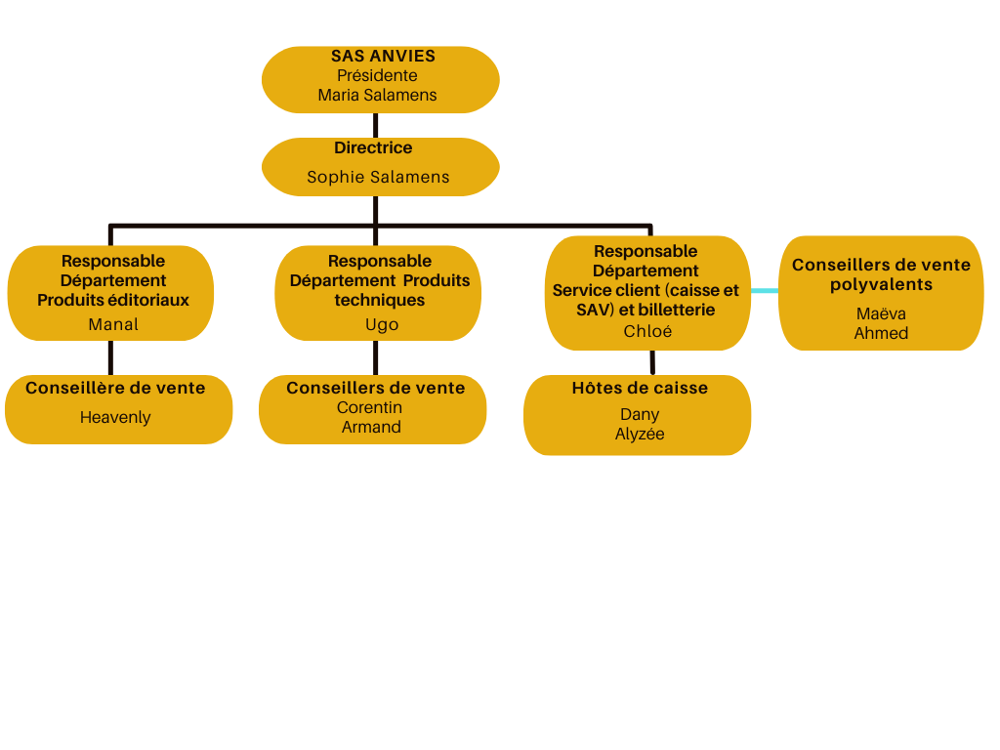 SAS ANVIES
Présidente
Maria Salamens
Directrice
Sophie Salamens
Responsable
Département
Produits éditoriaux
Manal
Responsable
Département Produits
techniques
Ugo
Responsable
Département
Service client (caisse et
SAV) et billetterie
Chloé
Conseillers de vente
polyvalents
Maëva
Ahmed
Conseillère de vente
Heavenly
Conseillers de vente
Corentin
Armand
Hôtes de caisse
Dany
Alyzée